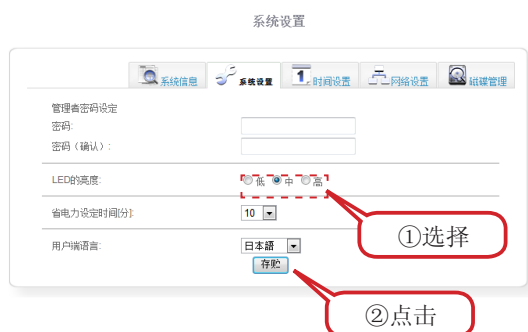 系统设置
系统信息 系统设置 时间设置 网络设置 磁碟管理
管理者密码设定
密码:
密码（确认）:
LED的亮度: 低 中 高
①选择
省电力设定时间[分]: 10
用户端语言: 日本語
存贮
②点击